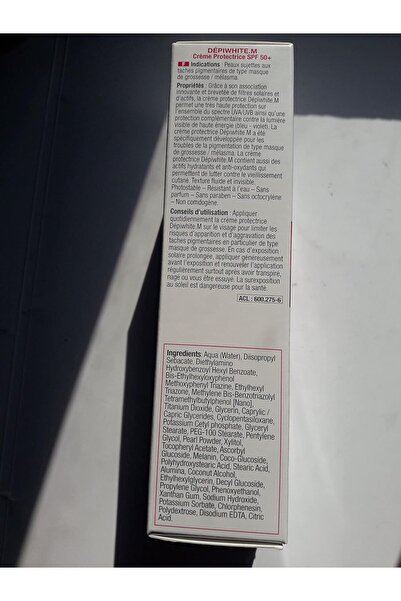 DÉPIWHITE.M
Crème Protectrice SPF 50+
F Indications : Peaux sujettes aux
taches pigmentaires de type masque
de grossesse / mélasma.
Propriétés : Grâce à son association
innovante et brevetée de filtres solaires et
d'actifs, la crème protectrice Dépiwhite.M
permet une très haute protection sur
l'ensemble du spectre UVA/UVB ainsi qu'une
protection complémentaire contre la lumière
visible de haute énergie (bleu - violet). La
crème protectrice Dépiwhite.M a été
spécifiquement développée pour les
troubles de la pigmentation de type masque
de grossesse / mélasma. La crème
protectrice Dépiwhite.M contient aussi des
actifs hydratants et anti-oxydants qui
permettent de lutter contre le vieillissement
cutané. Texture fluide et invisible.
Photostable – Résistant à l'eau – Sans
parfum – Sans paraben – Sans octocrylène
– Non comédogène.
Conseils d'utilisation : Appliquer
quotidiennement la crème protectrice
Dépiwhite.M sur le visage pour limiter les
risques d'apparition et d'aggravation des
taches pigmentaires en particulier de type
masque de grossesse. En cas d'exposition
solaire prolongée, appliquer généreusement
avant l'exposition et renouveler l'application
régulièrement surtout après avoir transpiré,
nagé ou vous être essuyé. La surexposition
au soleil est dangereuse pour la santé.
ACL : 600.275-6
Ingredients: Aqua (Water), Diisopropyl
Sebacate, Diethylamino
Hydroxybenzoyl Hexyl Benzoate,
Bis-Ethylhexyloxyphenol
Methoxyphenyl Triazine, Ethylhexyl
Triazone, Methylene Bis-Benzotriazolyl
Tetramethylbutylphenol [Nano],
Titanium Dioxide, Glycerin, Caprylic /
Capric Glycerides, Cyclopentasiloxane,
Potassium Cetyl phosphate, Glyceryl
Stearate, PEG-100 Stearate, Pentylene
Glycol, Pearl Powder, Xylitol,
Tocopheryl Acetate, Ascorbyl
Glucoside, Melanin, Coco-Glucoside,
Polyhydroxystearic Acid, Stearic Acid,
Alumina, Coconut Alcohol,
Ethylhexylglycerin, Decyl Glucoside,
Propylene Glycol, Phenoxyethanol,
Xanthan Gum, Sodium Hydroxide,
Potassium Sorbate, Chlorphenesin,
Polydextrose, Disodium EDTA, Citric
Acid.